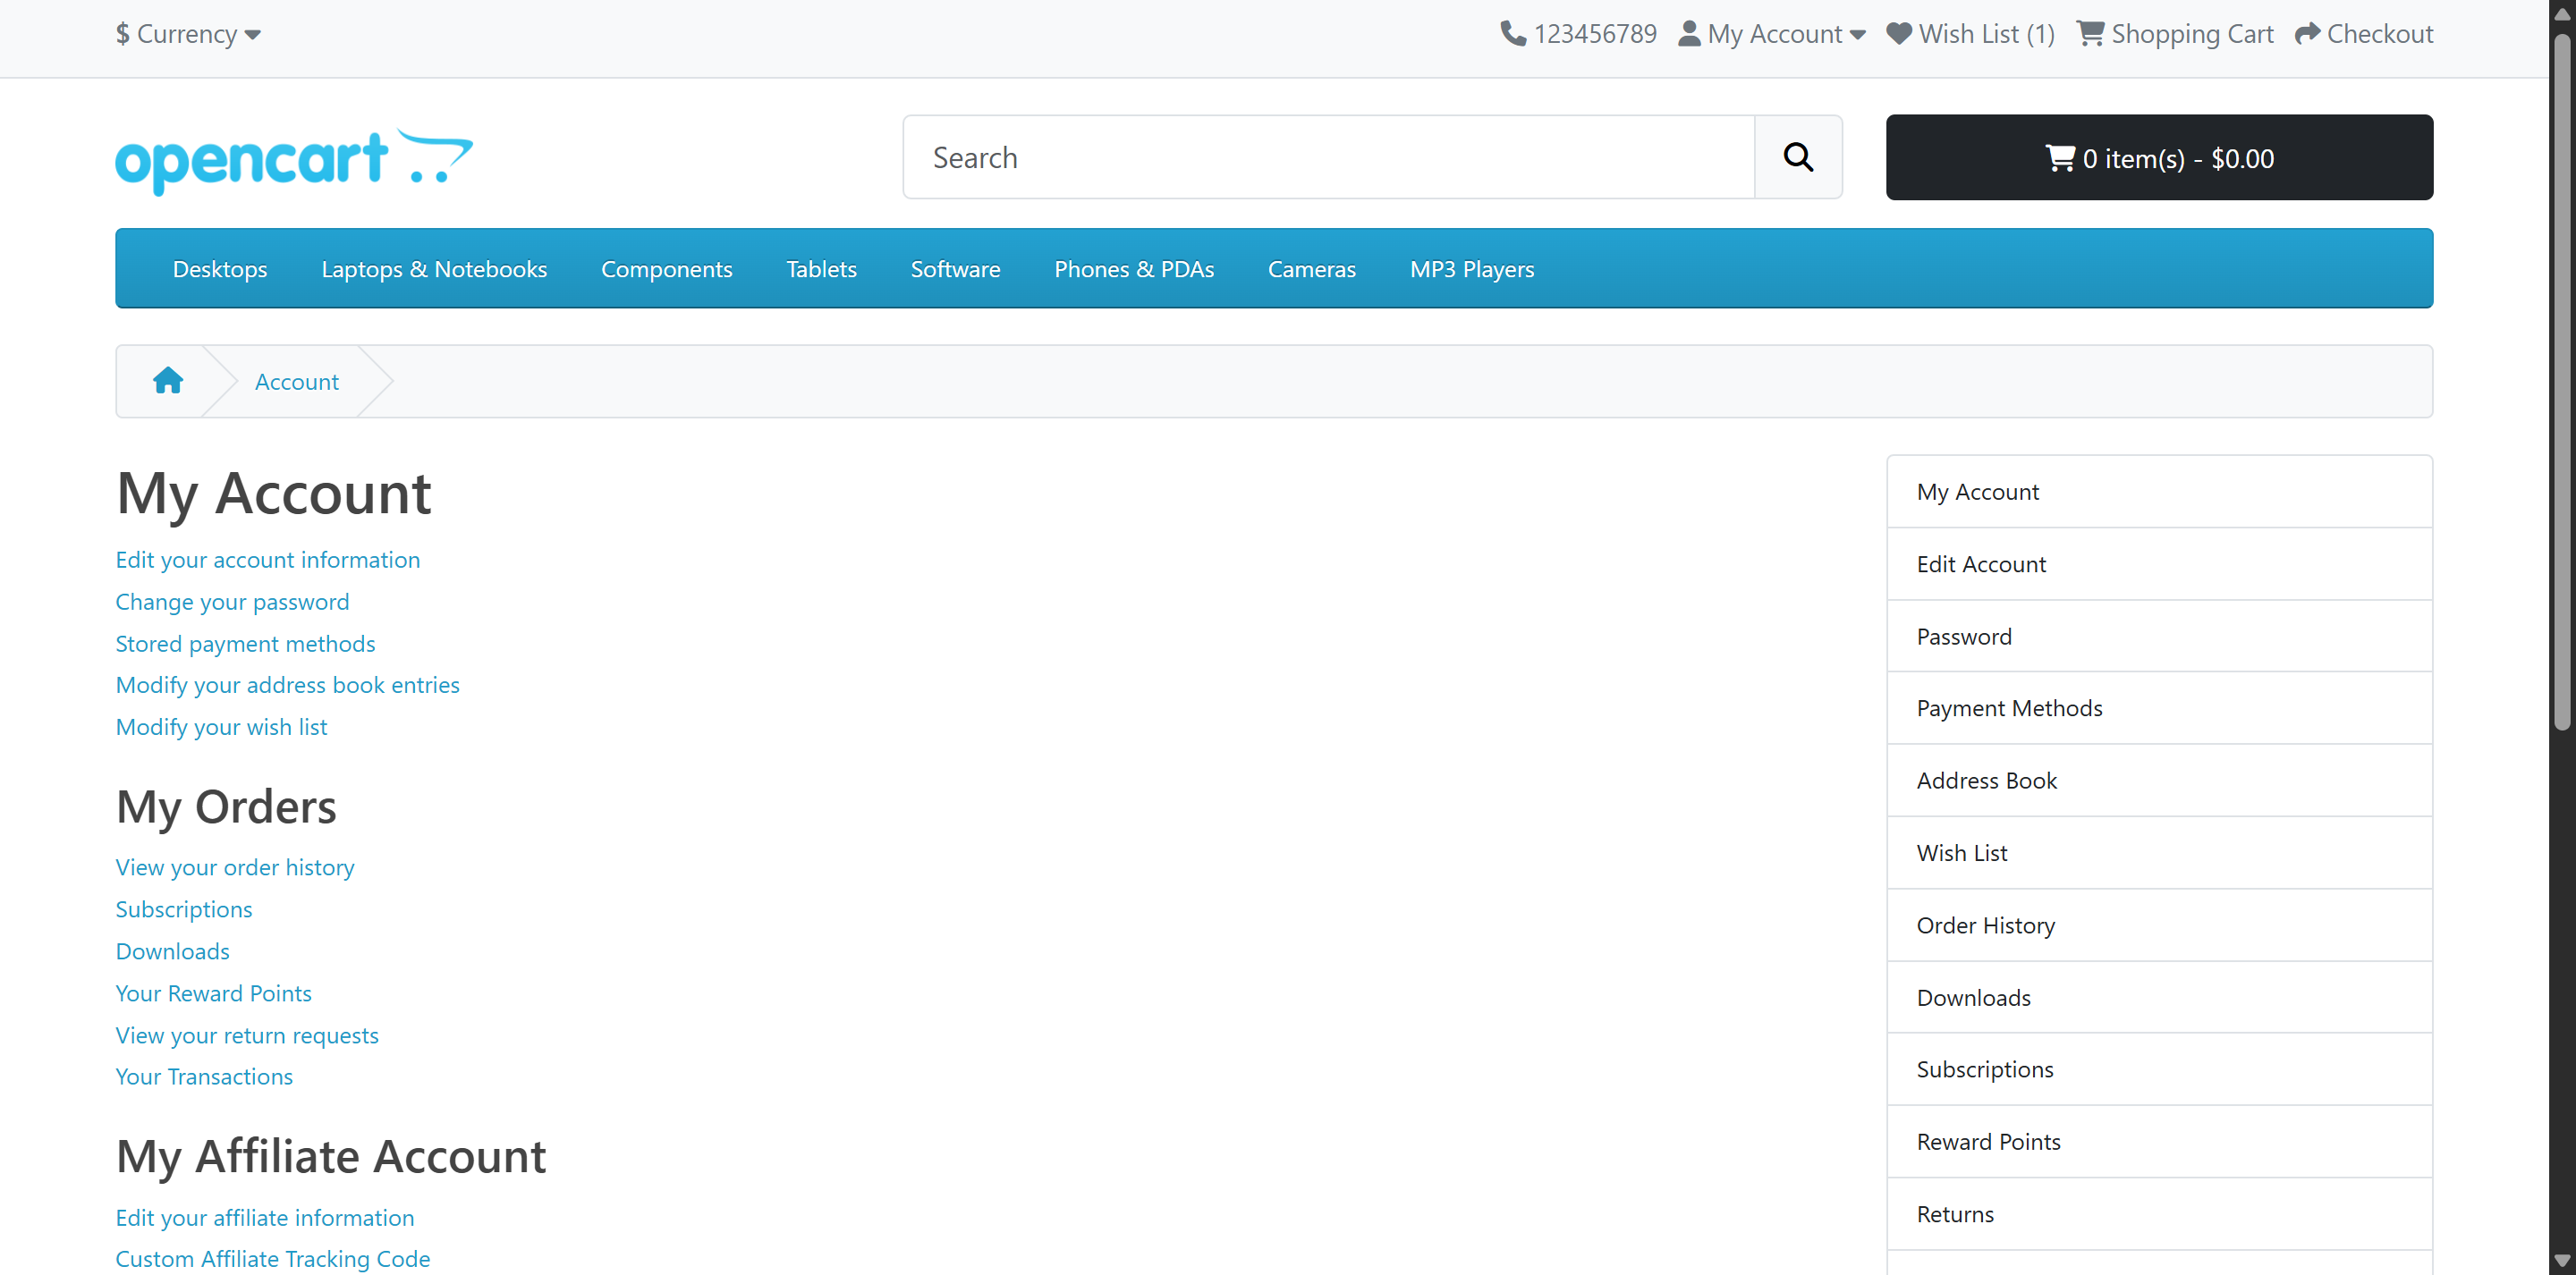 $ Currency
123456789 My Account Wish List (1) Shopping Cart Checkout
opencart
Search
0 item(s) - $0.00
Desktops Laptops & Notebooks Components Tablets Software Phones & PDAs Cameras MP3 Players
Account
My Account
Edit your account information
Change your password
Stored payment methods
Modify your address book entries
Modify your wish list
My Orders
View your order history
Subscriptions
Downloads
Your Reward Points
View your return requests
Your Transactions
My Affiliate Account
Edit your affiliate information
Custom Affiliate Tracking Code
My Account
Edit Account
Password
Payment Methods
Address Book
Wish List
Order History
Downloads
Subscriptions
Reward Points
Returns